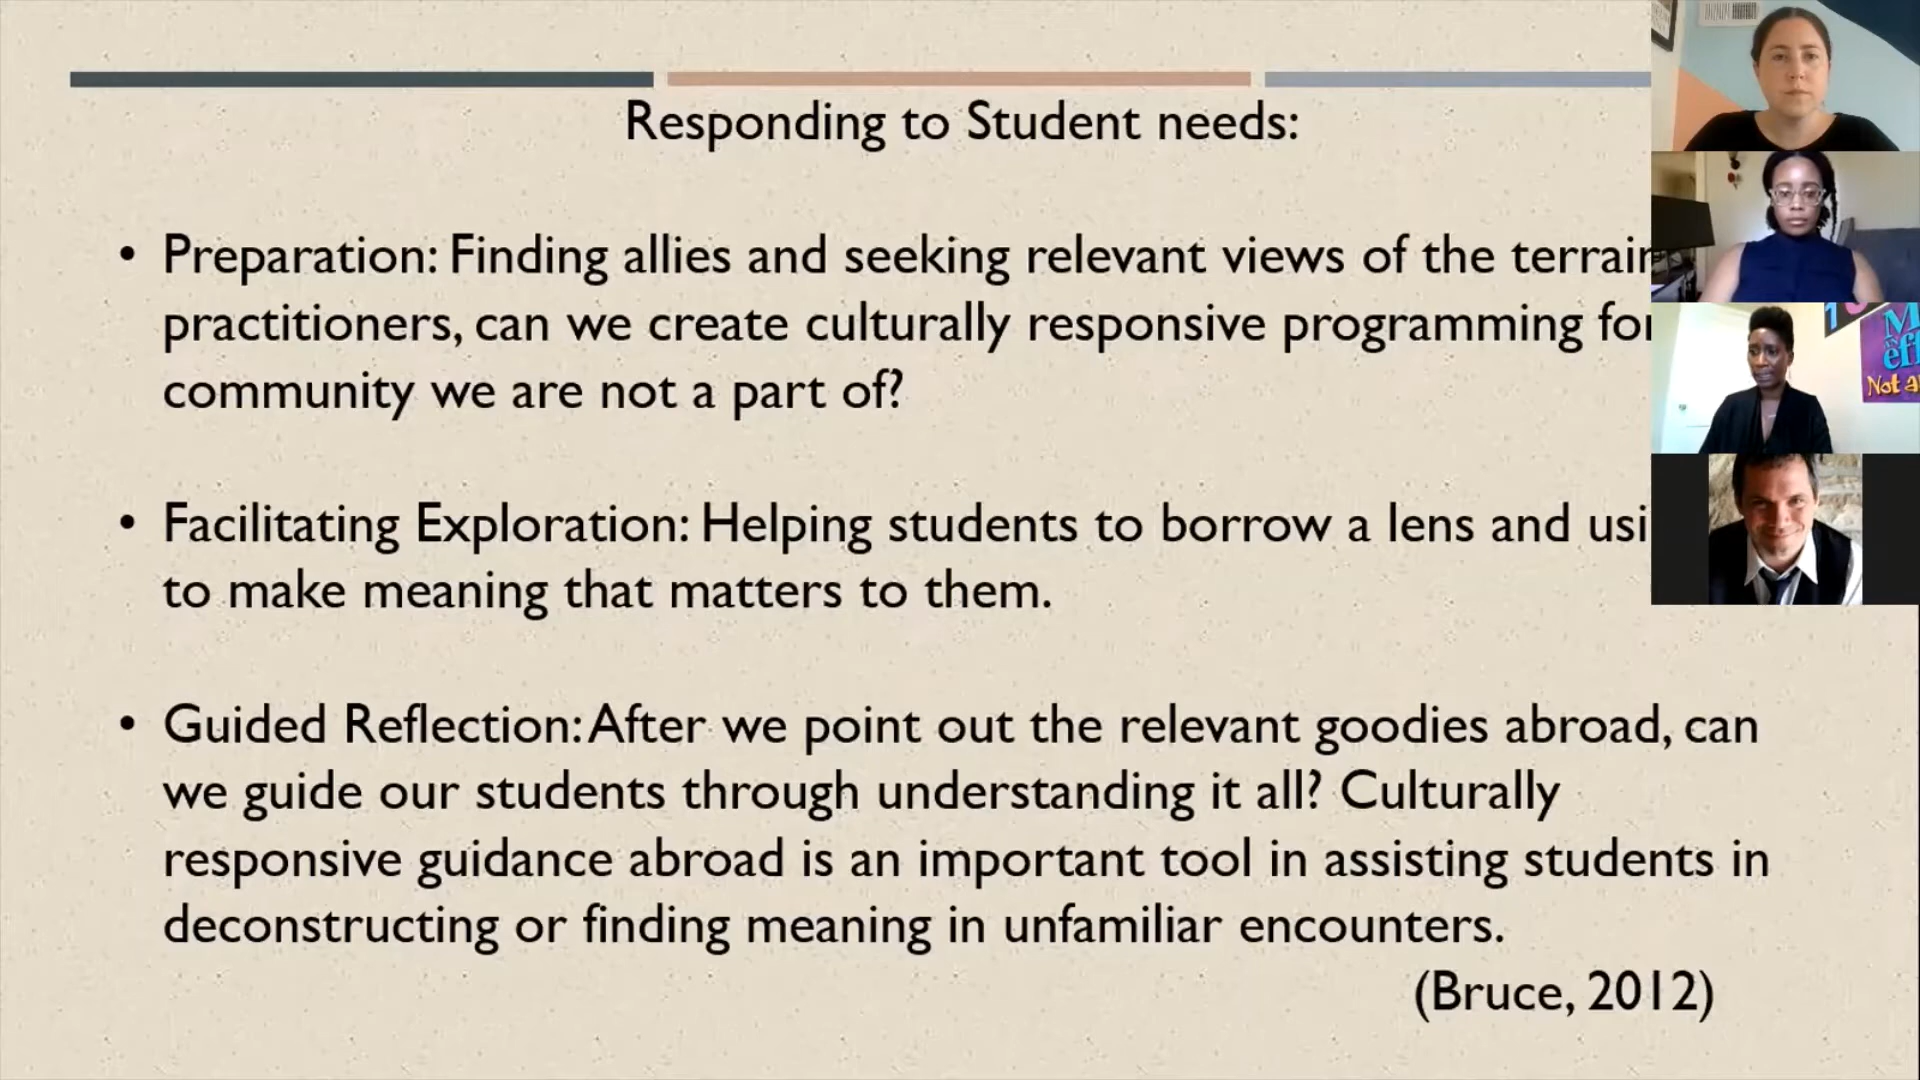 Responding to Student needs:
• Preparation: Finding allies and seeking relevant views of the terrain
practitioners, can we create culturally responsive programming for
community we are not a part of?
• Facilitating Exploration: Helping students to borrow a lens and
to make meaning that matters to them.
• Guided Reflection: After we point out the relevant goodies abroad, can
we guide our students through understanding it all? Culturally
responsive guidance abroad is an important tool in assisting students in
deconstructing or finding meaning in unfamiliar encounters.
(Bruce, 2012)
Not